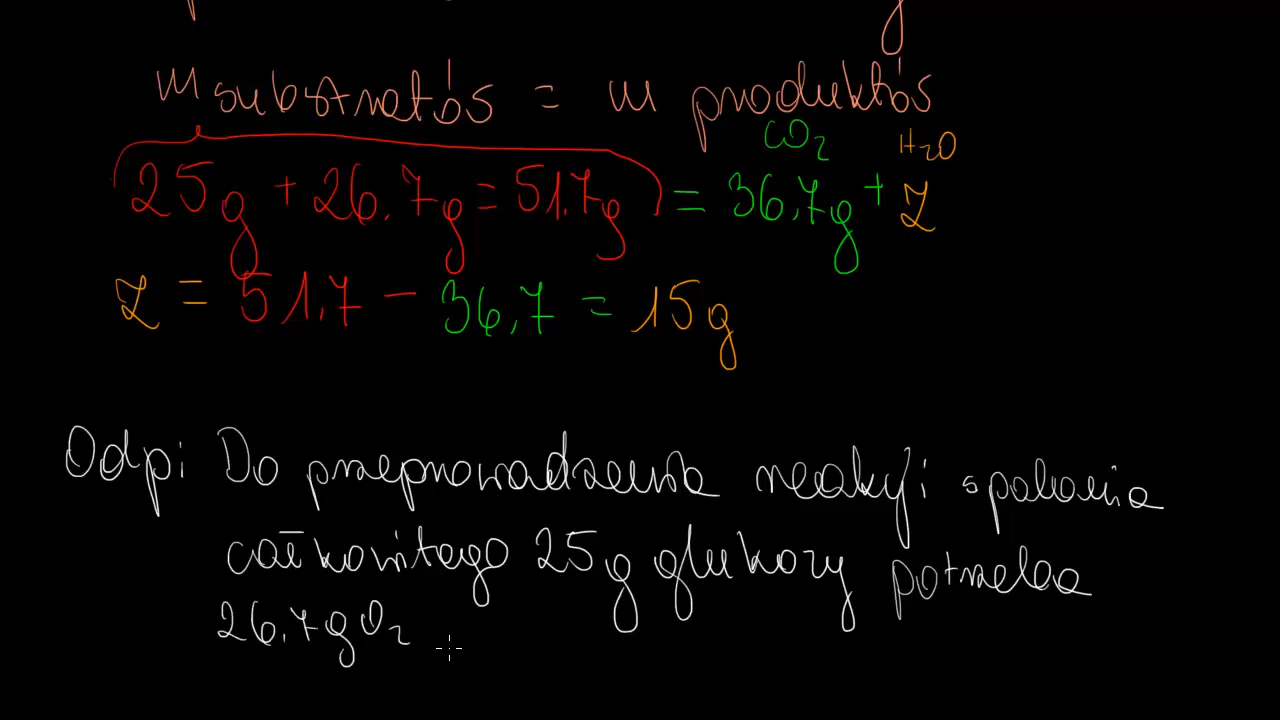 m substratów = m produktów
CO₂ H₂O
25g + 26.7g = 51.7g = 36,7g + z
z = 51,7 - 36,7 = 15g
Odp: Do przeprowadzenia reakcji spalania
całkowitego 25g glukozy potrzeba
26.7g O₂